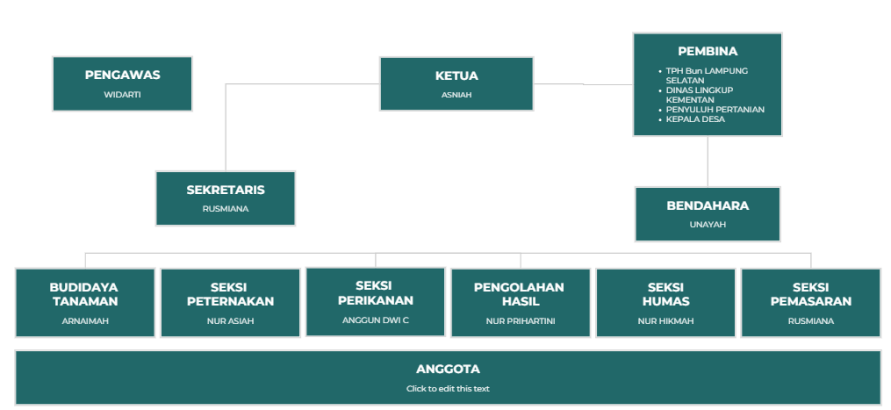 PENGAWAS
WIDARTI
KETUA
ASNIAH
PEMBINA
• TPH Bun LAMPUNG
SELATAN
• DINAS LINGKUP
KEMENTAN
• PENYULUH PERTANIAN
• KEPALA DESA
SEKRETARIS
RUSMIANA
BENDAHARA
UNAYAH
BUDIDAYA
TANAMAN
ARNAIMAH
SEKSI
PETERNAKAN
NUR ASIAH
SEKSI
PERIKANAN
ANGGUN DWI C
PENGOLAHAN
HASIL
NUR PRIHARTINI
SEKSI
HUMAS
NUR HIKMAH
SEKSI
PEMASARAN
RUSMIANA
ANGGOTA
Click to edit this text